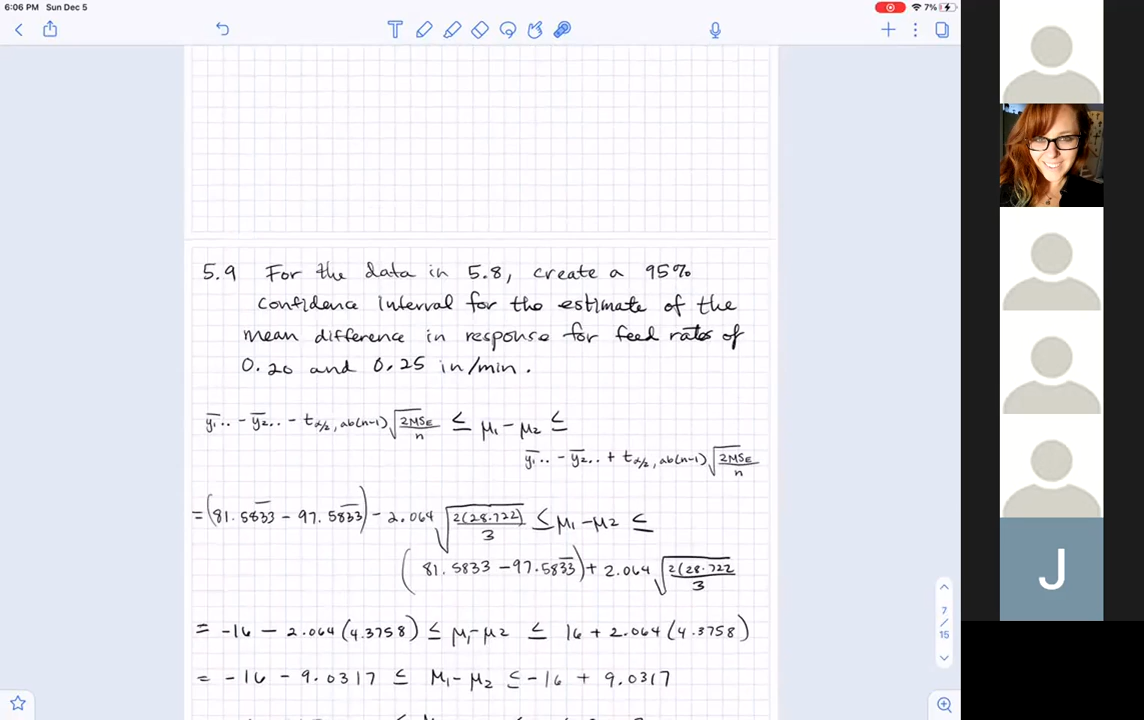 6:06 PM Sun Dec 5
7%
5.9 For the data in 5.8, create a 95%
confidence interval for the estimate of the
mean difference in response for feed rates of
0.20 and 0.25 in/min.
ȳ₁.. - ȳ₂.. - t_{α/2, ab(n-1)} √(2MSE/n) ≤ μ₁ - μ₂ ≤
ȳ₁.. - ȳ₂.. + t_{α/2, ab(n-1)} √(2MSE/n)
= (81.5833 - 97.5833) - 2.064 √(2(28.722)/3) ≤ μ₁ - μ₂ ≤
(81.5833 - 97.5833) + 2.064 √(2(28.722/3)
= -16 - 2.064(4.3758) ≤ μ₁ - μ₂ ≤ 16 + 2.064(4.3758)
= -16 - 9.0317 ≤ μ₁ - μ₂ ≤ -16 + 9.0317
7
/
15
J